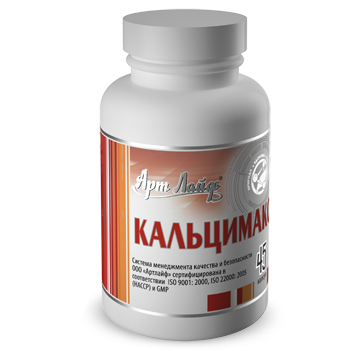 Арт Лайф
КАЛЬЦИМАКС
45
Система менеджмента качества и безопасности
ООО «Артлайф» сертифицирована в
соответствии ISO 9001: 2000, ISO 22000: 2005
(HACCP) и GMP